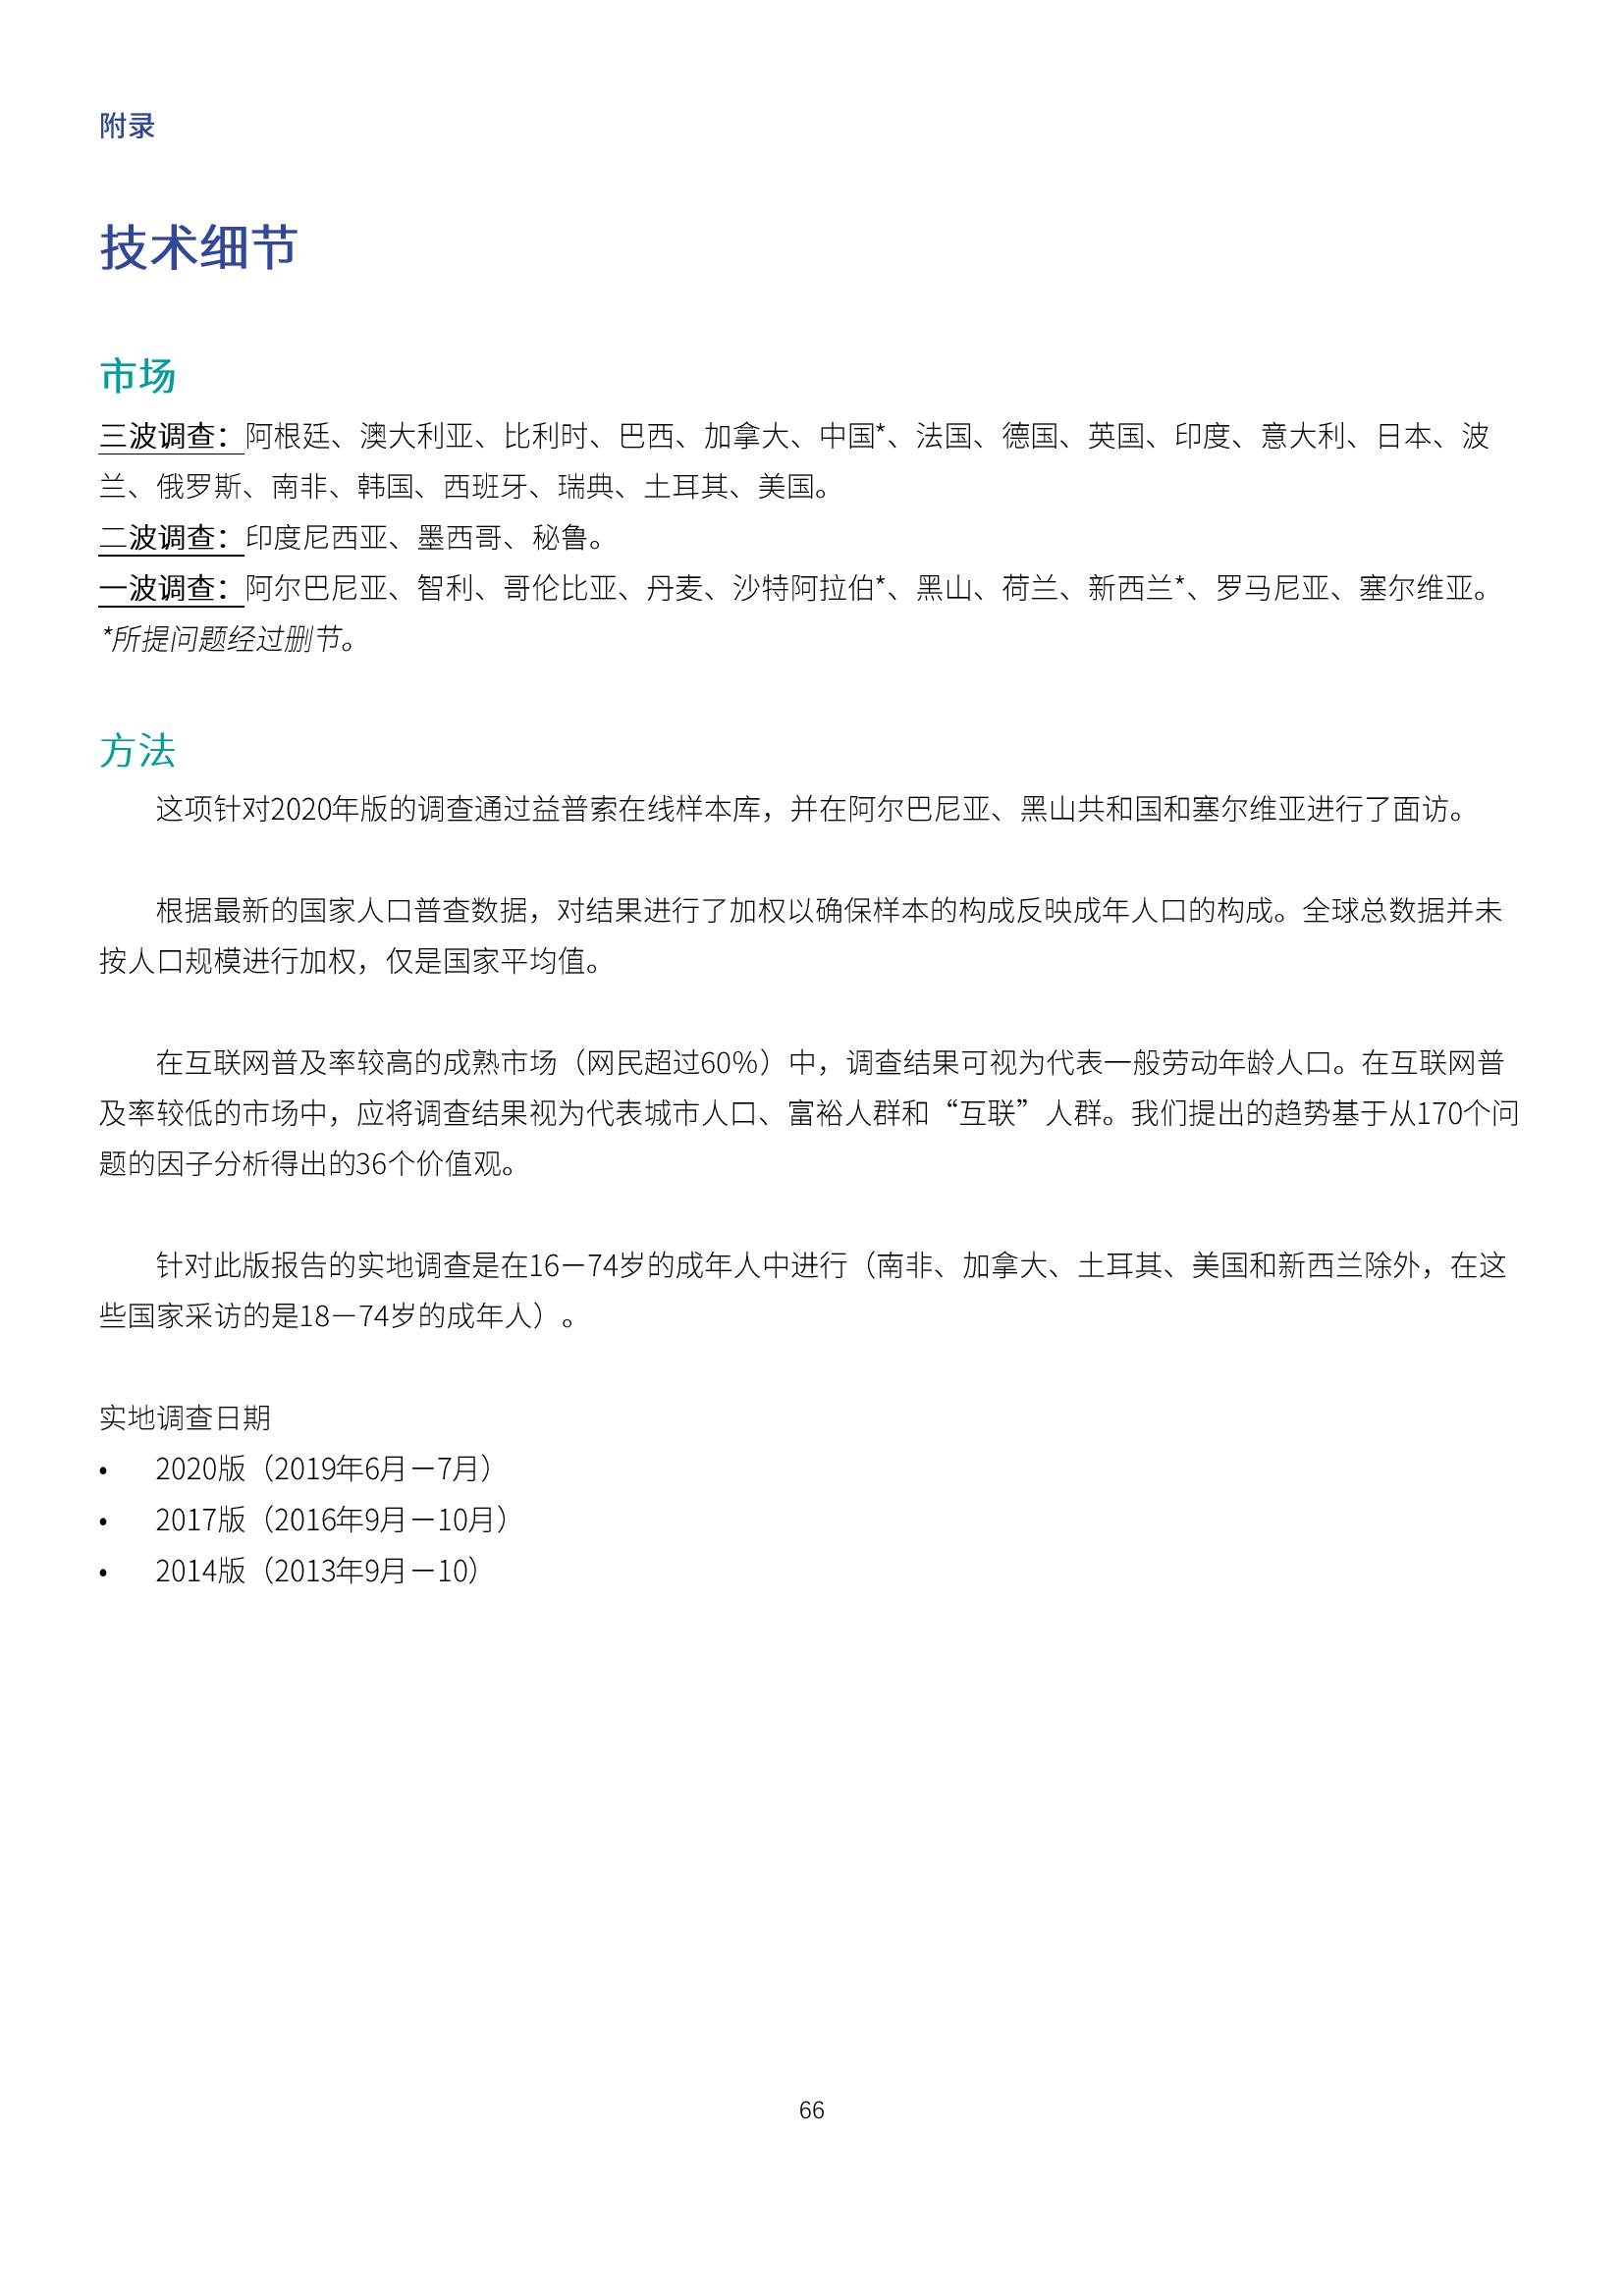 附录
技术细节
市场
三波调查：阿根廷、澳大利亚、比利时、巴西、加拿大、中国*、法国、德国、英国、印度、意大利、日本、波
兰、俄罗斯、南非、韩国、西班牙、瑞典、土耳其、美国。
二波调查：印度尼西亚、墨西哥、秘鲁。
一波调查：阿尔巴尼亚、智利、哥伦比亚、丹麦、沙特阿拉伯*、黑山、荷兰、新西兰*、罗马尼亚、塞尔维亚。
*所提问题经过删节。
方法
这项针对2020年版的调查通过益普索在线样本库，并在阿尔巴尼亚、黑山共和国和塞尔维亚进行了面访。
根据最新的国家人口普查数据，对结果进行了加权以确保样本的构成反映成年人口的构成。全球总数据并未
按人口规模进行加权，仅是国家平均值。
在互联网普及率较高的成熟市场（网民超过60%）中，调查结果可视为代表一般劳动年龄人口。在互联网普
及率较低的市场中，应将调查结果视为代表城市人口、富裕人群和“互联”人群。我们提出的趋势基于从170个问
题的因子分析得出的36个价值观。
针对此版报告的实地调查是在16－74岁的成年人中进行（南非、加拿大、土耳其、美国和新西兰除外，在这
些国家采访的是18－74岁的成年人）。
实地调查日期
• 2020版（2019年6月－7月）
• 2017版（2016年9月－10月）
• 2014版（2013年9月－10）
66